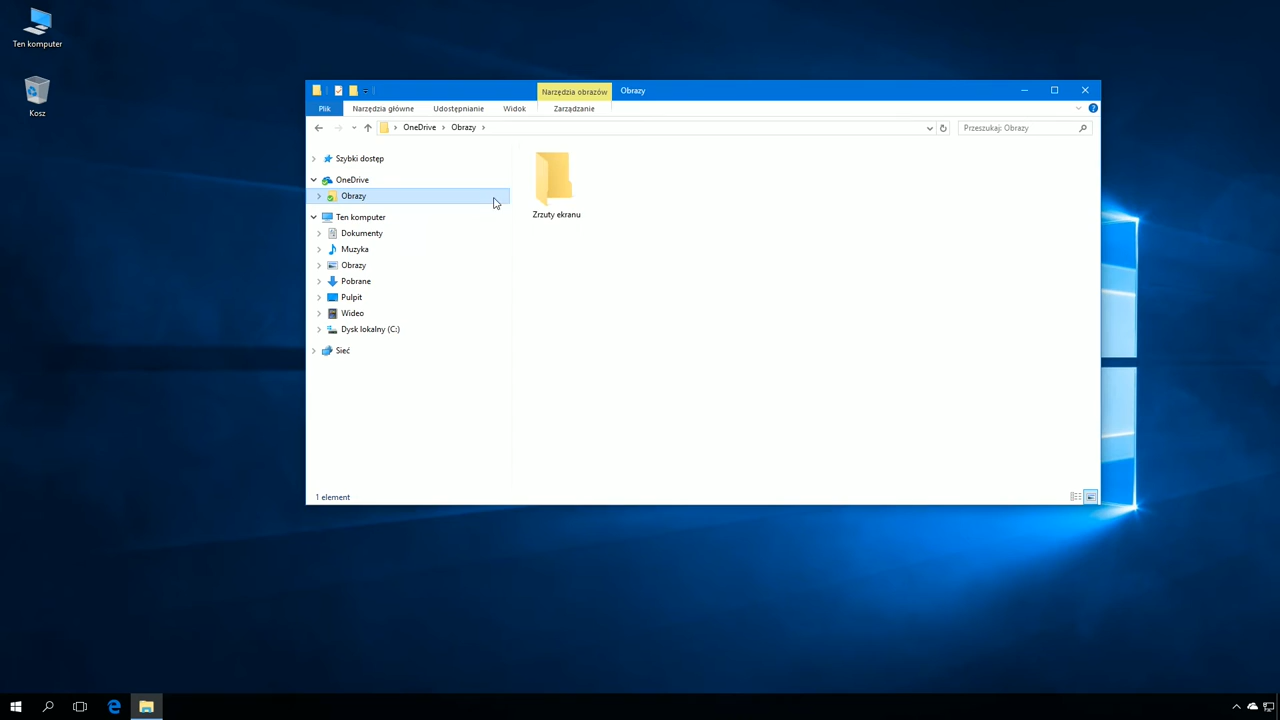 Ten komputer
Kosz
Narzędzia obrazów
Obrazy
Plik
Narzędzia główne
Udostępnianie
Widok
Zarządzanie
OneDrive
Obrazy
Przeszukaj: Obrazy
Szybki dostęp
OneDrive
Obrazy
Ten komputer
Dokumenty
Muzyka
Obrazy
Pobrane
Pulpit
Wideo
Dysk lokalny (C:)
Sieć
Zrzuty ekranu
1 element